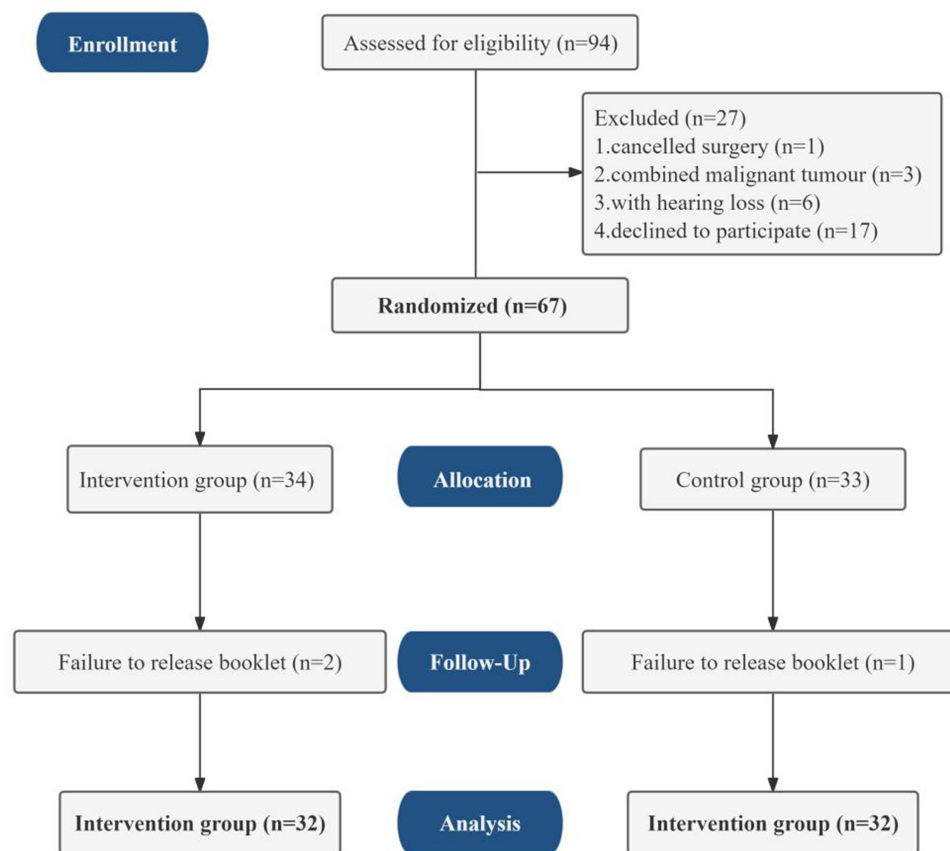 Enrollment
Assessed for eligibility (n=94)
Excluded (n=27)
1.cancelled surgery (n=1)
2.combined malignant tumour (n=3)
3.with hearing loss (n=6)
4.declined to participate (n=17)
Randomized (n=67)
Intervention group (n=34)
Allocation
Control group (n=33)
Failure to release booklet (n=2)
Follow-Up
Failure to release booklet (n=1)
Intervention group (n=32)
Analysis
Intervention group (n=32)